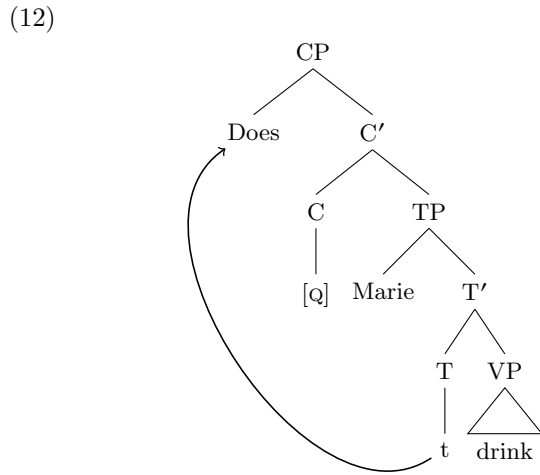 (12)
CP
Does C′
C TP
[Q] Marie T′
T VP
t drink